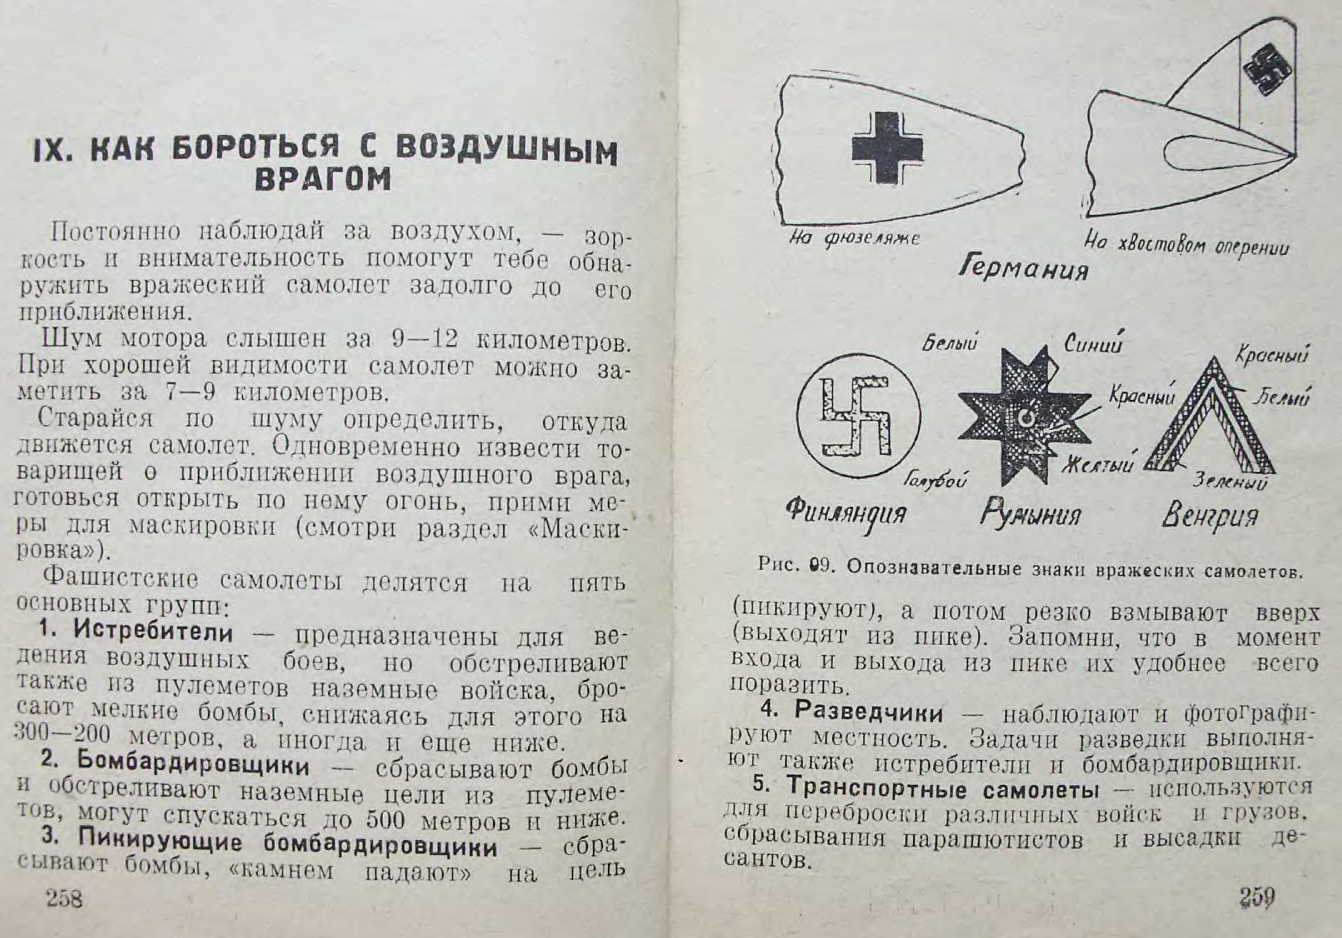 IX. КАК БОРОТЬСЯ С ВОЗДУШНЫМ
ВРАГОМ
Постоянно наблюдай за воздухом, — зор-
кость и внимательность помогут тебе обна-
ружить вражеский самолет задолго до его
приближения.
Шум мотора слышен за 9—12 километров.
При хорошей видимости самолет можно за-
метить за 7—9 километров.
Старайся по шуму определить, откуда
движется самолет. Одновременно извести то-
варищей о приближении воздушного врага,
готовься открыть по нему огонь, прими ме-
ры для маскировки (смотри раздел «Маски-
ровка»).
Фашистские самолеты делятся на пять
основных групп:
1. Истребители — предназначены для ве-
дения воздушных боев, но обстреливают
также из пулеметов наземные войска, бро-
сают мелкие бомбы, снижаясь для этого на
300—200 метров, а иногда и еще ниже.
2. Бомбардировщики — сбрасывают бомбы
и обстреливают наземные цели из пулеме-
тов, могут спускаться до 500 метров и ниже.
3. Пикирующие бомбардировщики — сбра-
сывают бомбы, «камнем падают» на цель
258
На фюзеляже
На хвостовом оперении
Германия
Белый
Синий
Красный
Красный
Белый
Голубой
Желтый
Зеленый
Финляндия
Румыния
Венгрия
Рис. 99. Опознавательные знаки вражеских самолетов.
(пикируют), а потом резко взмывают вверх
(выходят из пике). Запомни, что в момент
входа и выхода из пике их удобнее всего
поразить.
4. Разведчики — наблюдают и фотографи-
руют местность. Задачи разведки выполня-
ют также истребители и бомбардировщики.
5. Транспортные самолеты — используются
для переброски различных войск и грузов,
сбрасывания парашютистов и высадки де-
сантов.
259